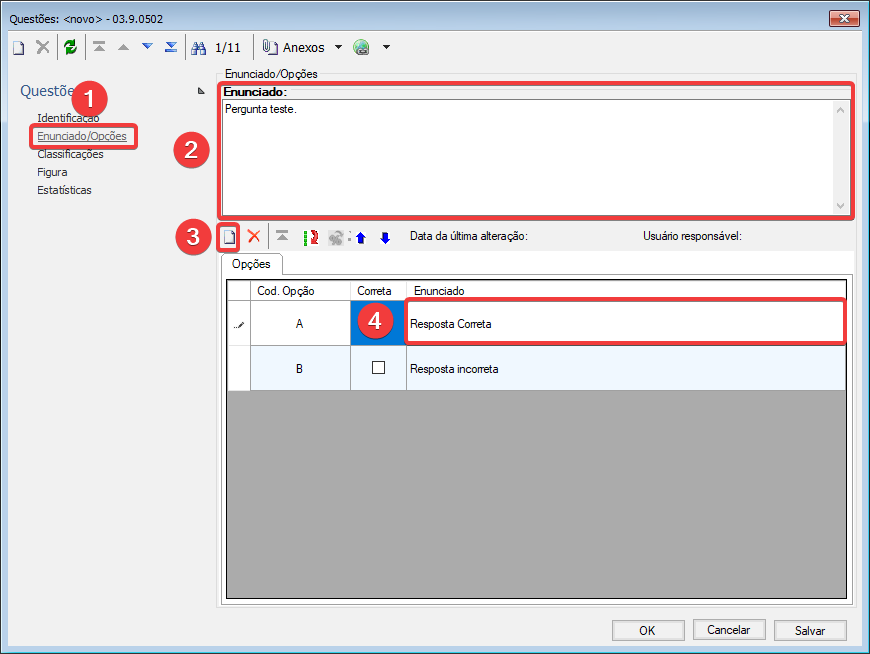 Questões: <novo> - 03.9.0502
1/11 Anexos
Questõe
1
Identificação
Enunciado/Opções
Classificações
Figura
Estatísticas
Enunciado/Opções
Enunciado:
Pergunta teste.
2
3
Data da última alteração: Usuário responsável:
Opções
Cod. Opção Correta Enunciado
A 4 Resposta Correta
B Resposta incorreta
OK Cancelar Salvar